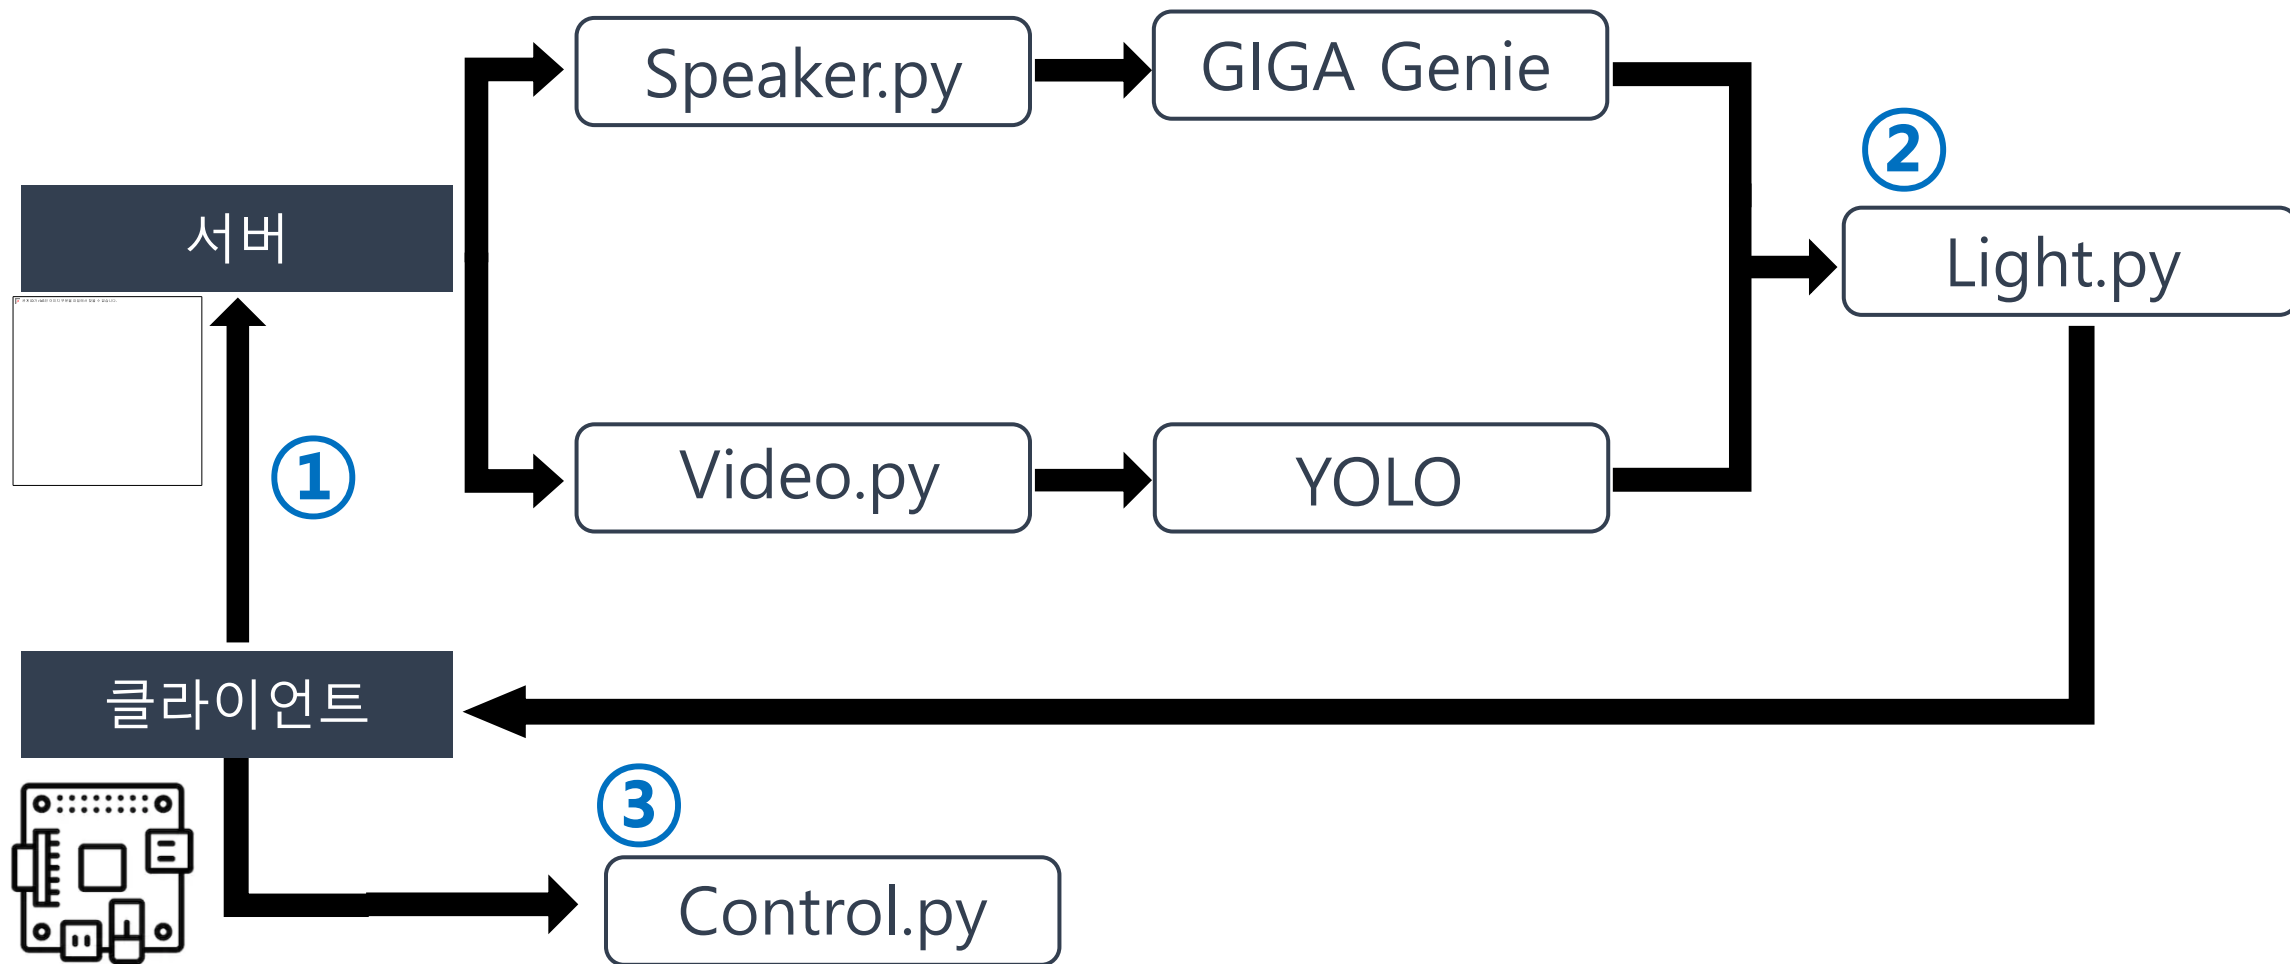 Speaker.py
GIGA Genie
②
서버
Light.py
①
Video.py
YOLO
클라이언트
③
Control.py